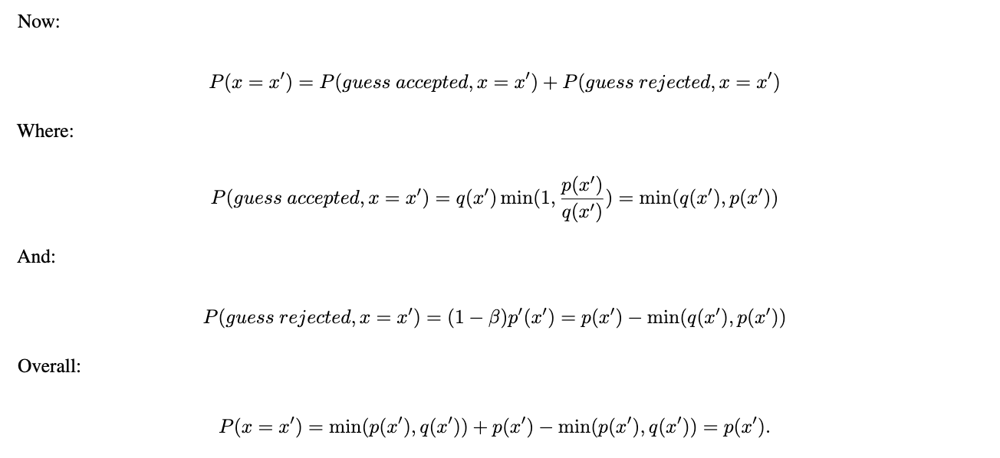 Now:
P(x = x′) = P(guess accepted, x = x′) + P(guess rejected, x = x′)
Where:
P(guess accepted, x = x′) = q(x′) min(1, \frac{p(x′)}{q(x′)}) = min(q(x′), p(x′))
And:
P(guess rejected, x = x′) = (1 − β)p′(x′) = p(x′) − min(q(x′), p(x′))
Overall:
P(x = x′) = min(p(x′), q(x′)) + p(x′) − min(p(x′), q(x′)) = p(x′).